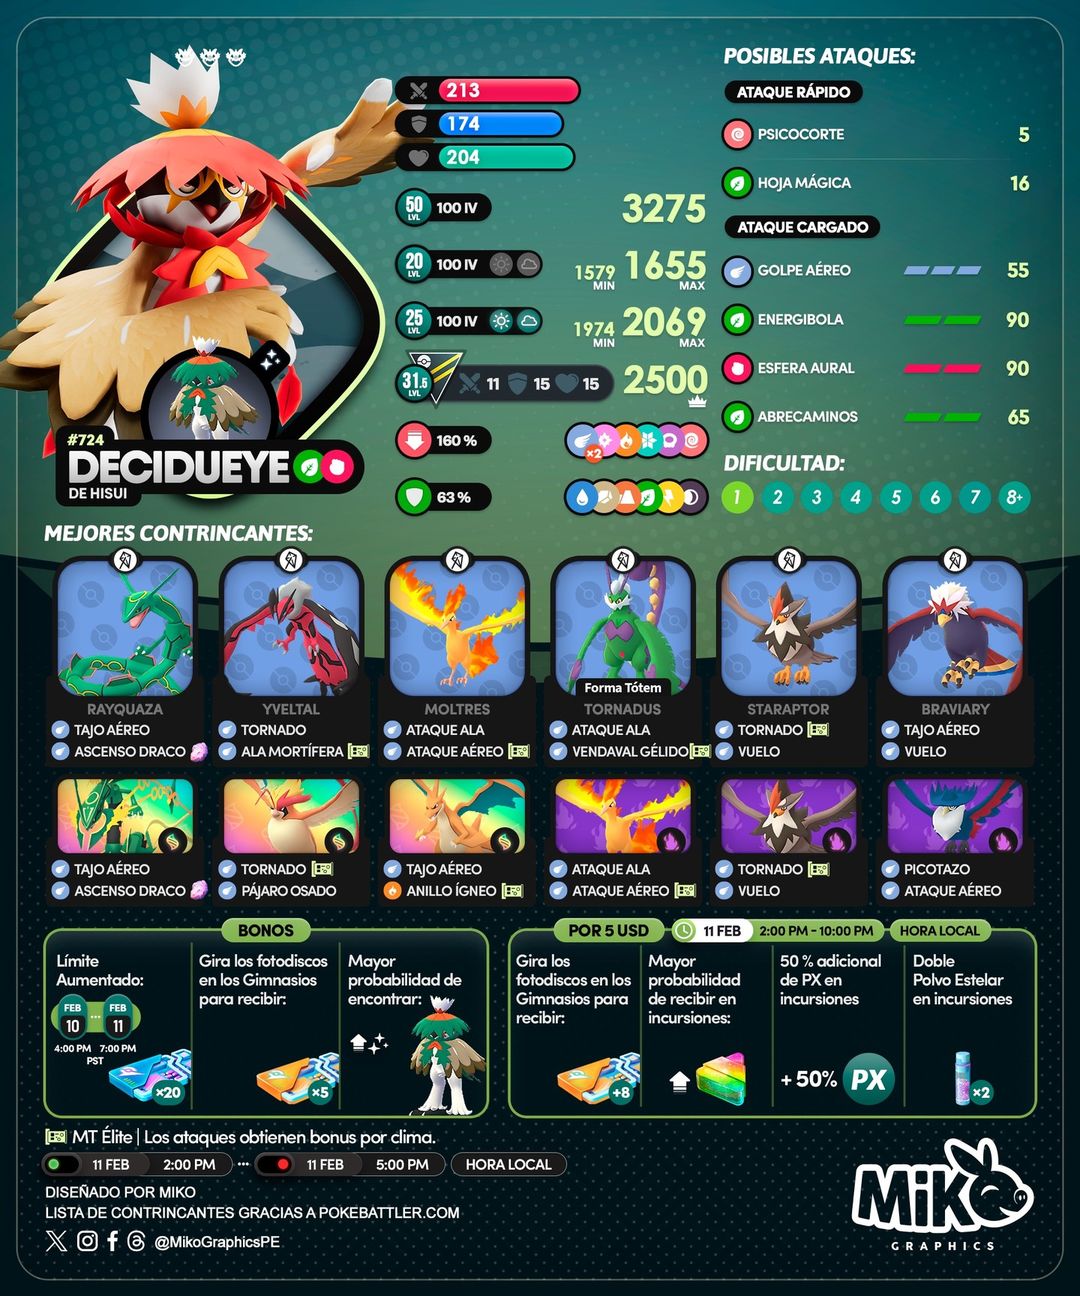 213
174
204
50 LVL 100 IV 3275
20 LVL 100 IV 1579 MIN 1655 MAX
25 LVL 100 IV 1974 MIN 2069 MAX
31.5 LVL 11 15 15 2500
160 %
×2
63 %
#724
DECIDUEYE
DE HISUI
POSIBLES ATAQUES:
ATAQUE RÁPIDO
PSICOCORTE 5
HOJA MÁGICA 16
ATAQUE CARGADO
GOLPE AÉREO 55
ENERGIBOLA 90
ESFERA AURAL 90
ABRECAMINOS 65
DIFICULTAD:
1 2 3 4 5 6 7 8+
MEJORES CONTRINCANTES:
RAYQUAZA
TAJO AÉREO
ASCENSO DRACO
YVELTAL
TORNADO
ALA MORTÍFERA
MOLTRES
ATAQUE ALA
ATAQUE AÉREO
Forma Tótem
TORNADUS
ATAQUE ALA
VENDAVAL GÉLIDO
STARAPTOR
TORNADO
VUELO
BRAVIARY
TAJO AÉREO
VUELO
TAJO AÉREO
ASCENSO DRACO
TORNADO
PÁJARO OSADO
TAJO AÉREO
ANILLO ÍGNEO
ATAQUE ALA
ATAQUE AÉREO
TORNADO
VUELO
PICOTAZO
ATAQUE AÉREO
BONOS
Límite
Aumentado:
FEB 10 ... FEB 11
4:00 PM 7:00 PM
PST
×20
Gira los fotodiscos
en los Gimnasios
para recibir:
×5
Mayor
probabilidad de
encontrar:
POR 5 USD 11 FEB 2:00 PM - 10:00 PM HORA LOCAL
Gira los
fotodiscos en los
Gimnasios para
recibir:
+8
Mayor
probabilidad
de recibir en
incursiones:
50 % adicional
de PX en
incursiones
+ 50% PX
Doble
Polvo Estelar
en incursiones
×2
MT Élite | Los ataques obtienen bonus por clima.
11 FEB 2:00 PM ... 11 FEB 5:00 PM HORA LOCAL
DISEÑADO POR MIKO
LISTA DE CONTRINCANTES GRACIAS A POKEBATTLER.COM
@MikoGraphicsPE
MiKO
GRAPHICS